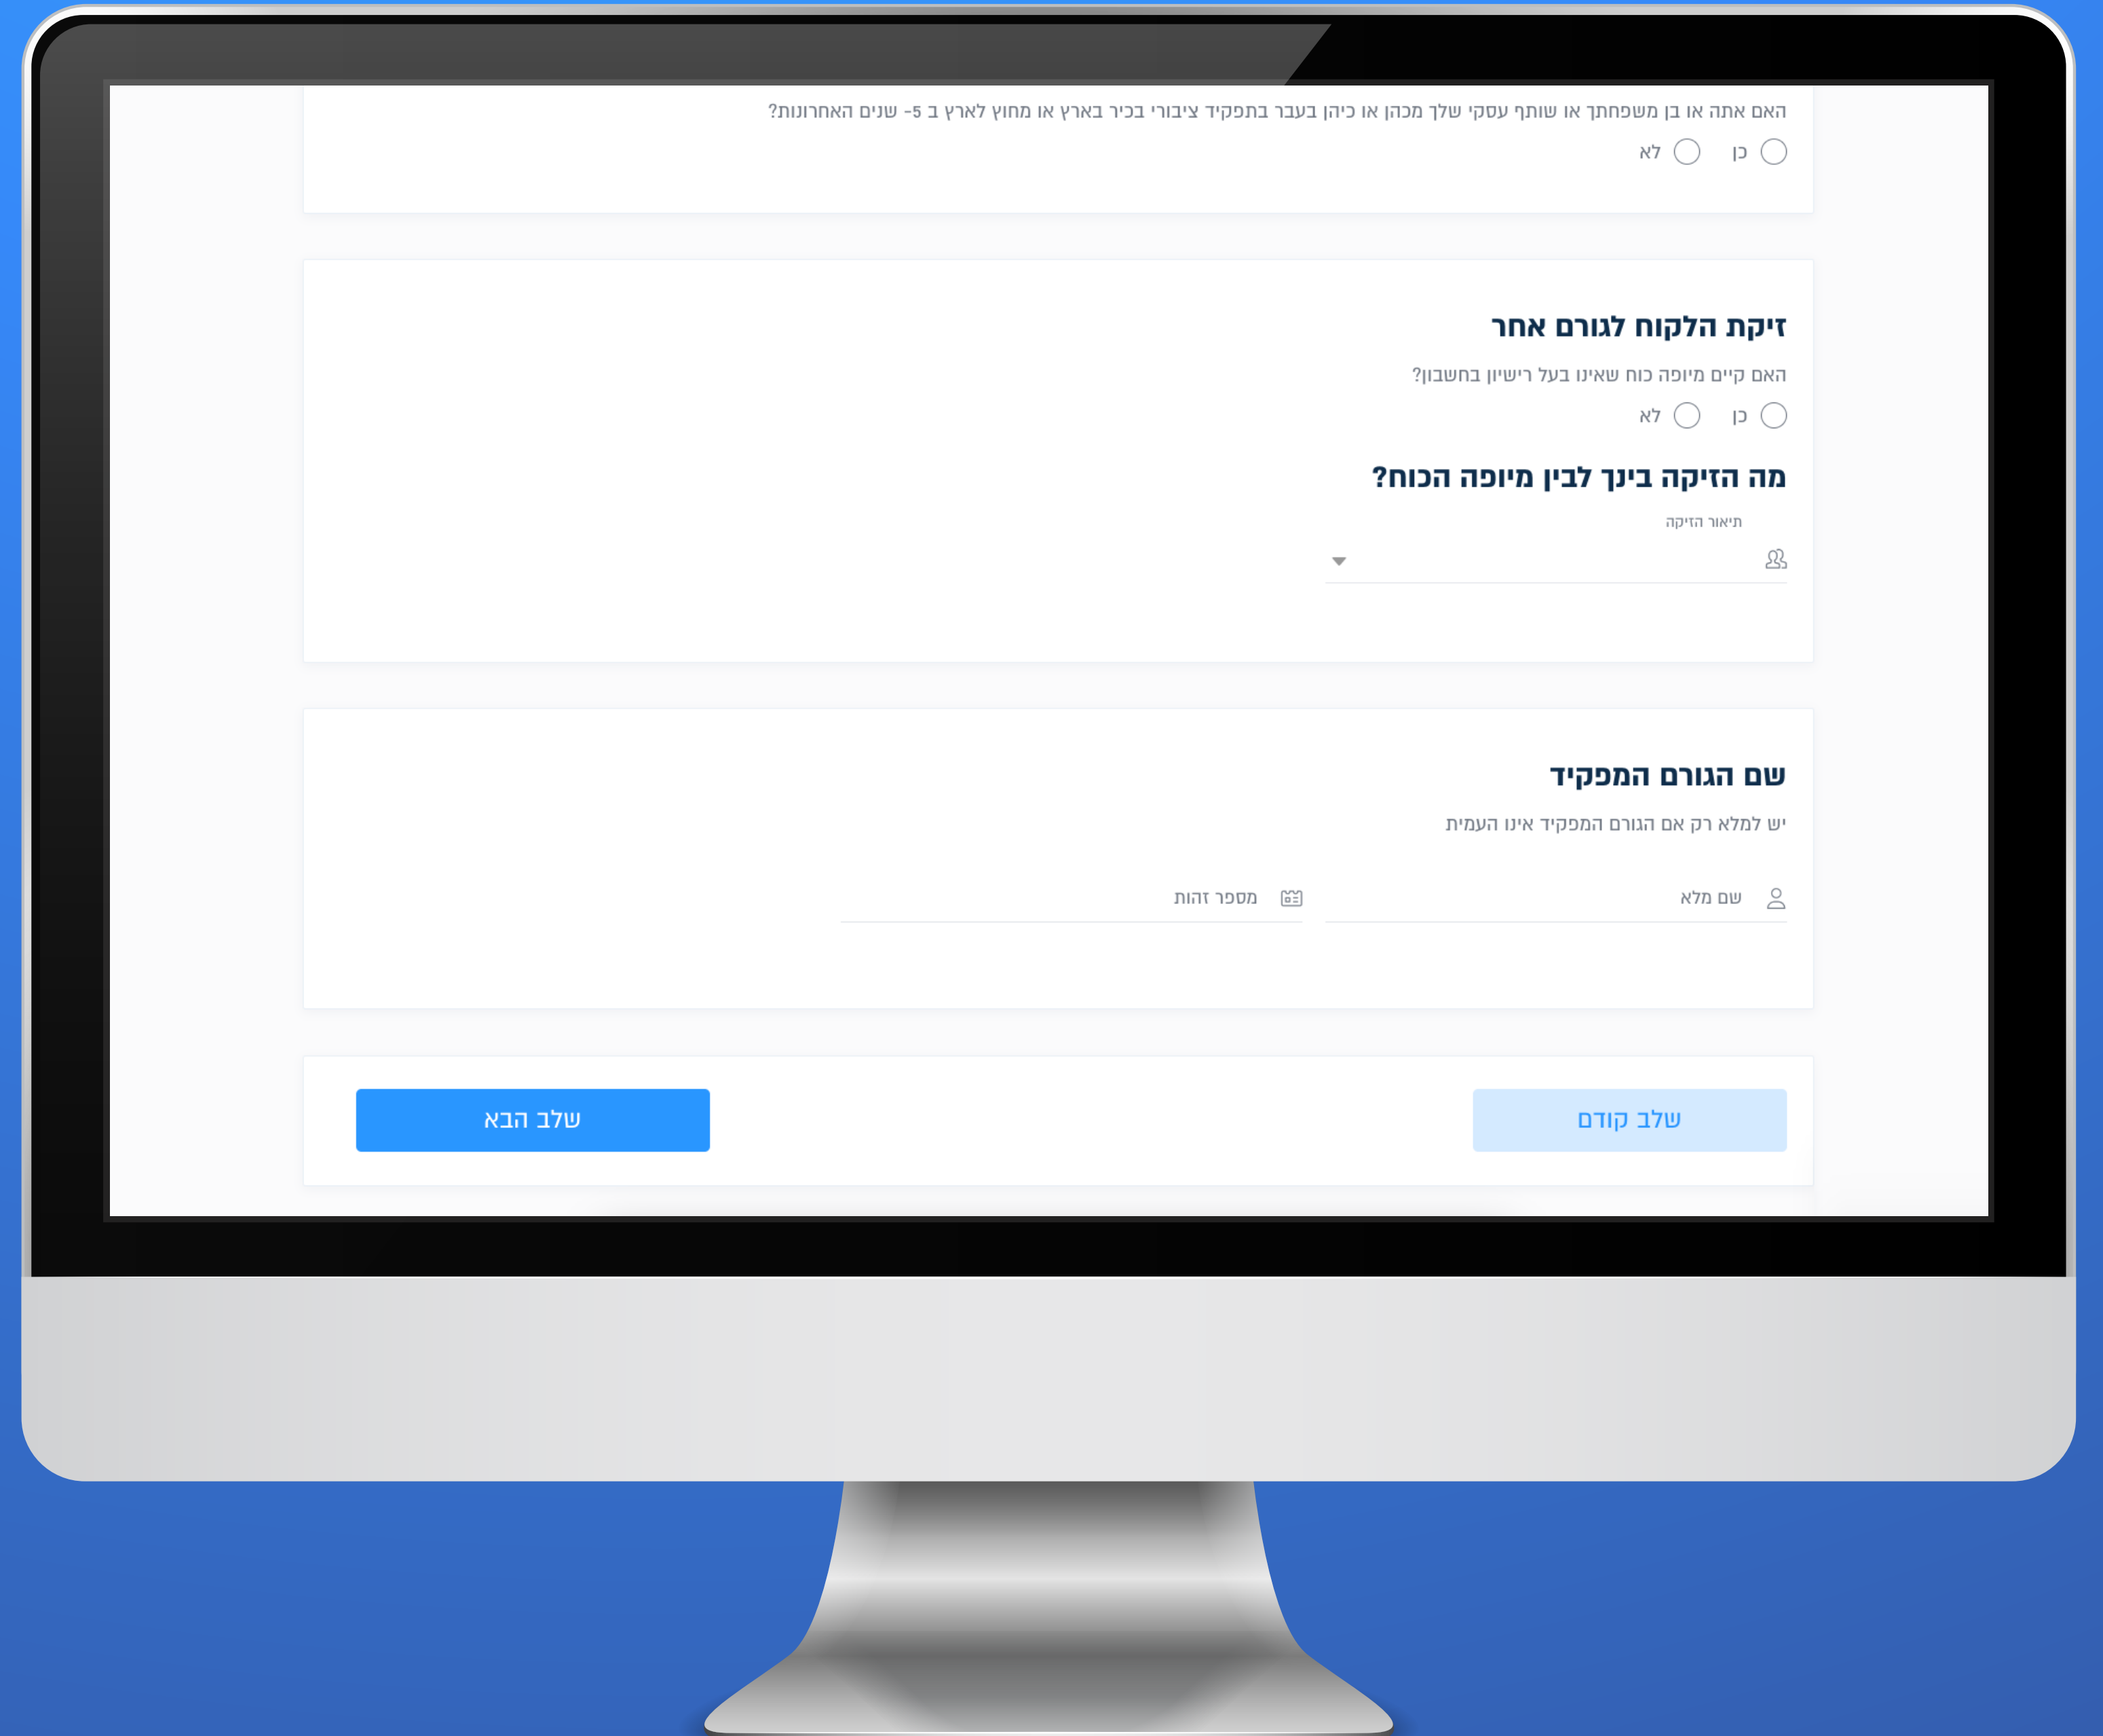 האם אתה או בן משפחתך או שותף עסקי שלך מכהן או כיהן בעבר בתפקיד ציבורי בכיר בארץ או מחוץ לארץ ב 5- שנים האחרונות?
כן לא
זיקת הלקוח לגורם אחר
האם קיים מיופה כוח שאינו בעל רישיון בחשבון?
כן לא
מה הזיקה בינך לבין מיופה הכוח?
תיאור הזיקה
שם הגורם המפקיד
יש למלא רק אם הגורם המפקיד אינו העמית
שם מלא מספר זהות
שלב קודם שלב הבא